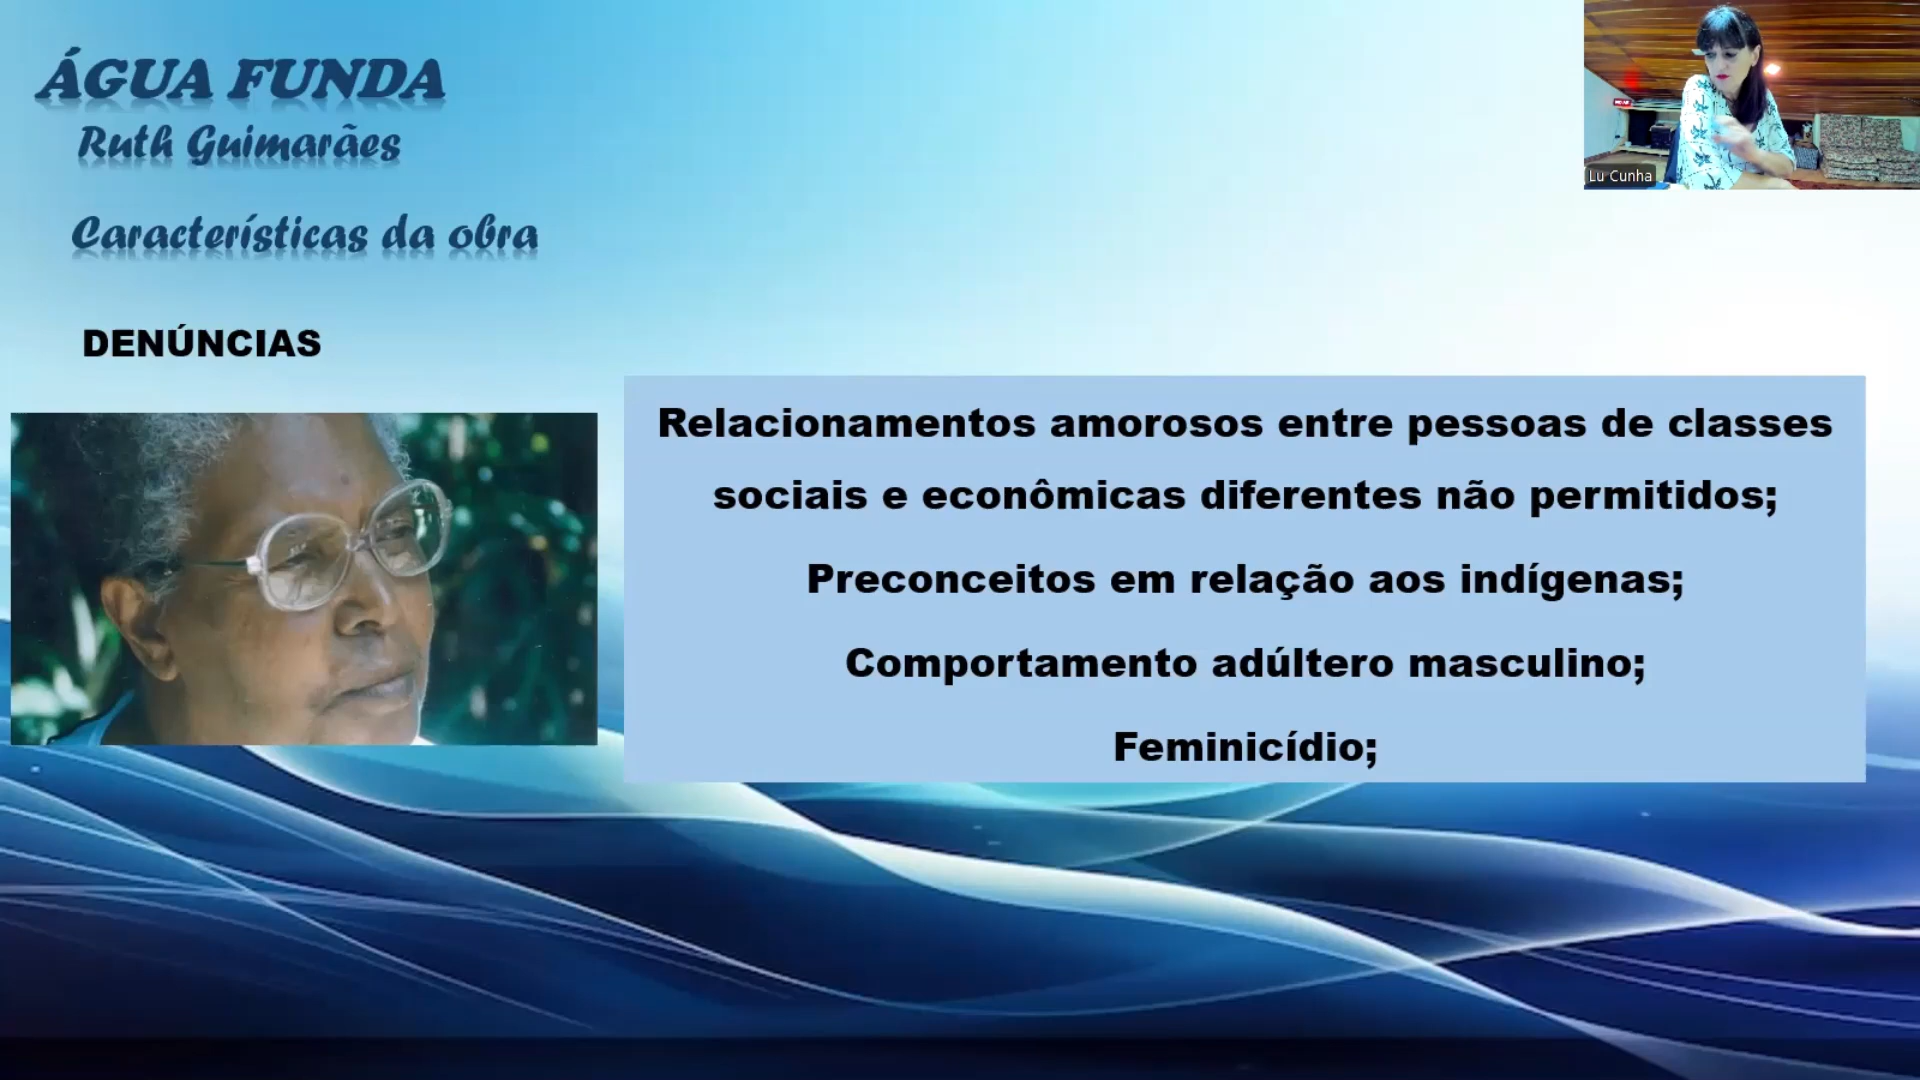 ÁGUA FUNDA
Ruth Guimarães
Características da obra
DENÚNCIAS
Relacionamentos amorosos entre pessoas de classes
sociais e econômicas diferentes não permitidos;
Preconceitos em relação aos indígenas;
Comportamento adúltero masculino;
Feminicídio;
Lu Cunha